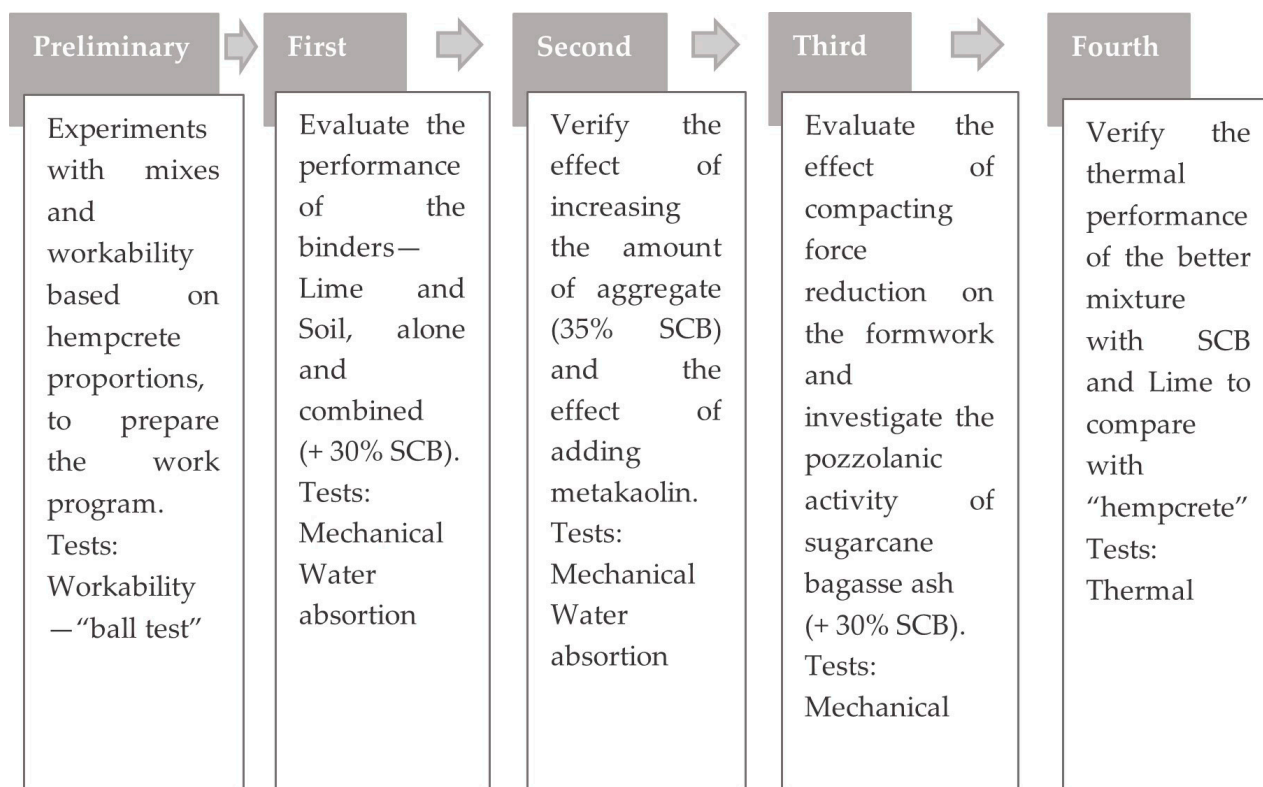 Preliminary
Experiments
with mixes
and
workability
based on
hempcrete
proportions,
to prepare
the work
program.
Tests:
Workability
—“ball test”
First
Evaluate the
performance
of the
binders—
Lime and
Soil, alone
and
combined
(+ 30% SCB).
Tests:
Mechanical
Water
absortion
Second
Verify the
effect of
increasing
the amount
of aggregate
(35% SCB)
and the
effect of
adding
metakaolin.
Tests:
Mechanical
Water
absortion
Third
Evaluate the
effect of
compacting
force
reduction on
the formwork
and
investigate the
pozzolanic
activity of
sugarcane
bagasse ash
(+ 30% SCB).
Tests:
Mechanical
Fourth
Verify the
thermal
performance
of the better
mixture
with SCB
and Lime to
compare
with
“hempcrete”
Tests:
Thermal